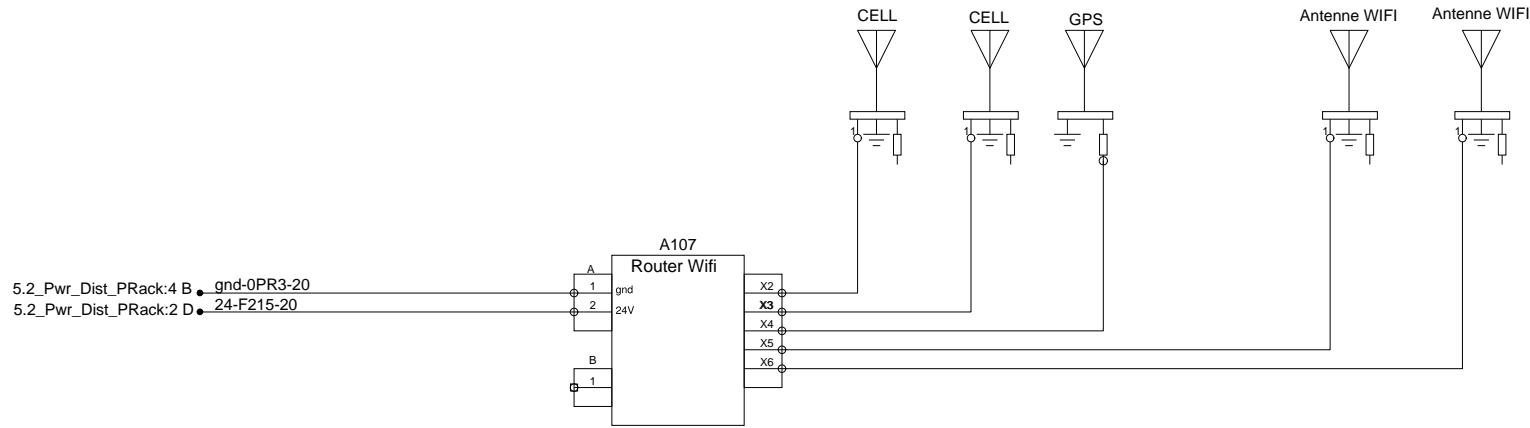 CELL
CELL
GPS
Antenne WIFI
Antenne WIFI
1
1
1
1
A107
Router Wifi
A
5.2_Pwr_Dist_PRack:4 B
gnd-0PR3-20
1
gnd
X2
5.2_Pwr_Dist_PRack:2 D
24-F215-20
2
24V
X3
X4
X5
B
X6
1